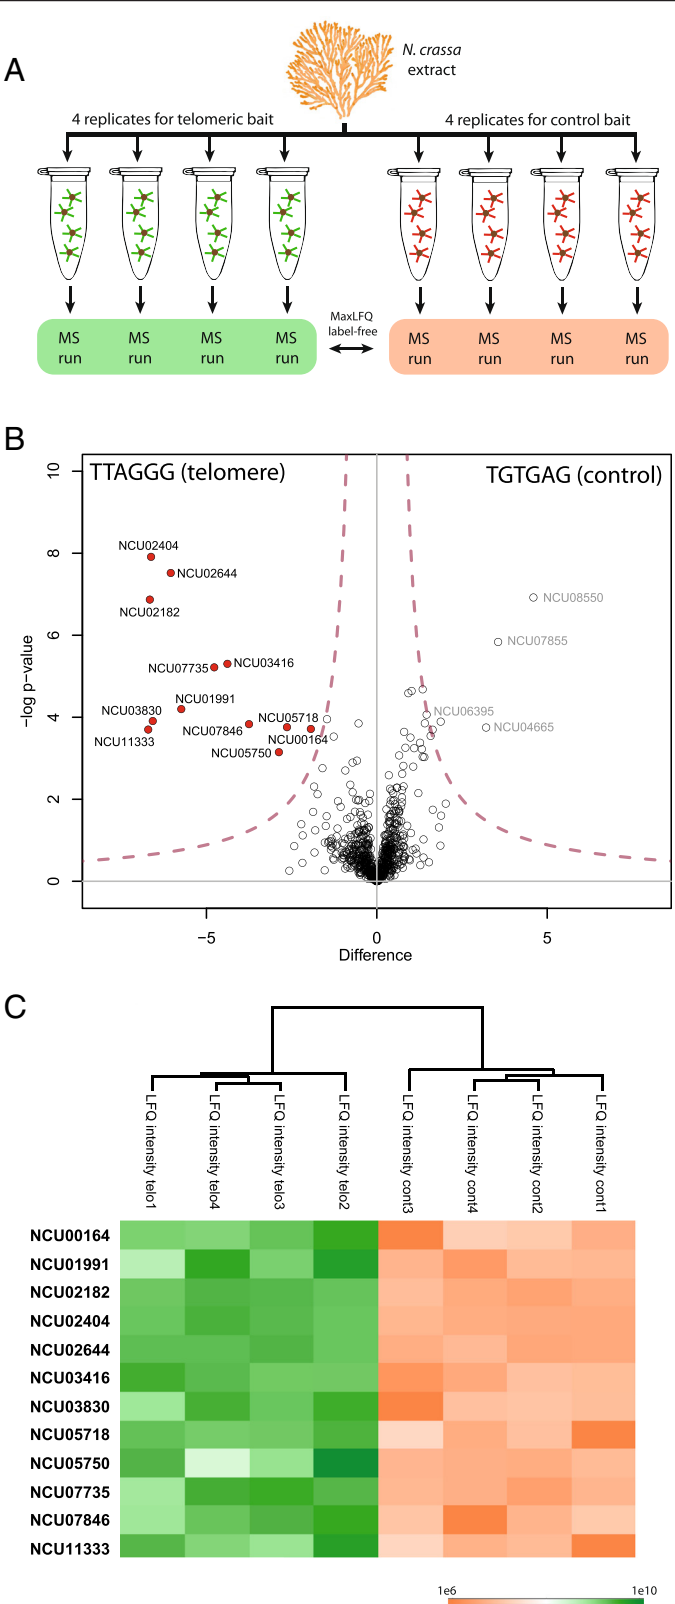 A
N. crassa
extract
4 replicates for telomeric bait
4 replicates for control bait
MS run
MS run
MS run
MS run
MaxLFQ
label-free
MS run
MS run
MS run
MS run
B
TTAGGG (telomere)
TGTGAG (control)
−log p−value
10
8
6
4
2
0
NCU02404
NCU02644
NCU02182
NCU08550
NCU07855
NCU07735
NCU03416
NCU01991
NCU03830
NCU05718
NCU06395
NCU07846
NCU04665
NCU11333
NCU00164
NCU05750
−5
0
5
Difference
C
LFQ intensity telo1
LFQ intensity telo4
LFQ intensity telo3
LFQ intensity telo2
LFQ intensity cont3
LFQ intensity cont4
LFQ intensity cont2
LFQ intensity cont1
NCU00164
NCU01991
NCU02182
NCU02404
NCU02644
NCU03416
NCU03830
NCU05718
NCU05750
NCU07735
NCU07846
NCU11333
1e6
1e10